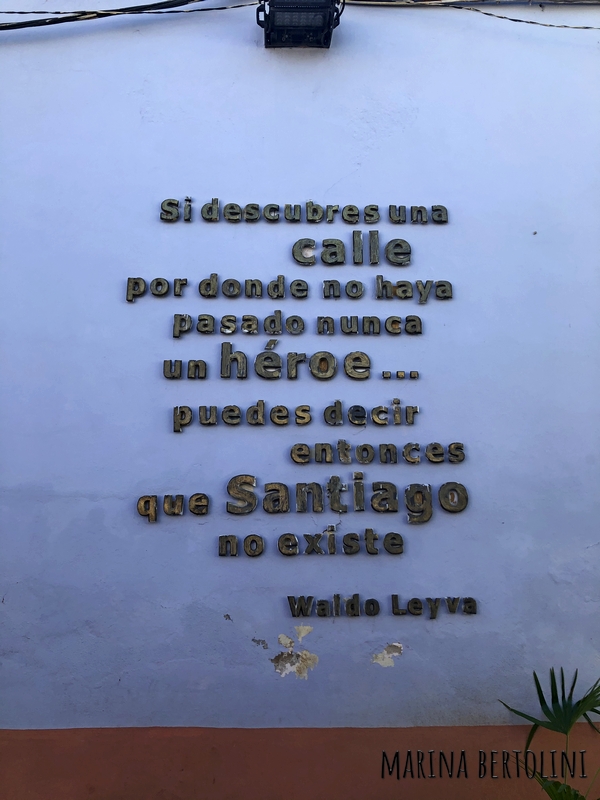 Si descubres una
calle
por donde no haya
pasado nunca
un héroe...
puedes decir
entonces
que Santiago
no existe
Waldo Leyva
MARINA BERTOLINI